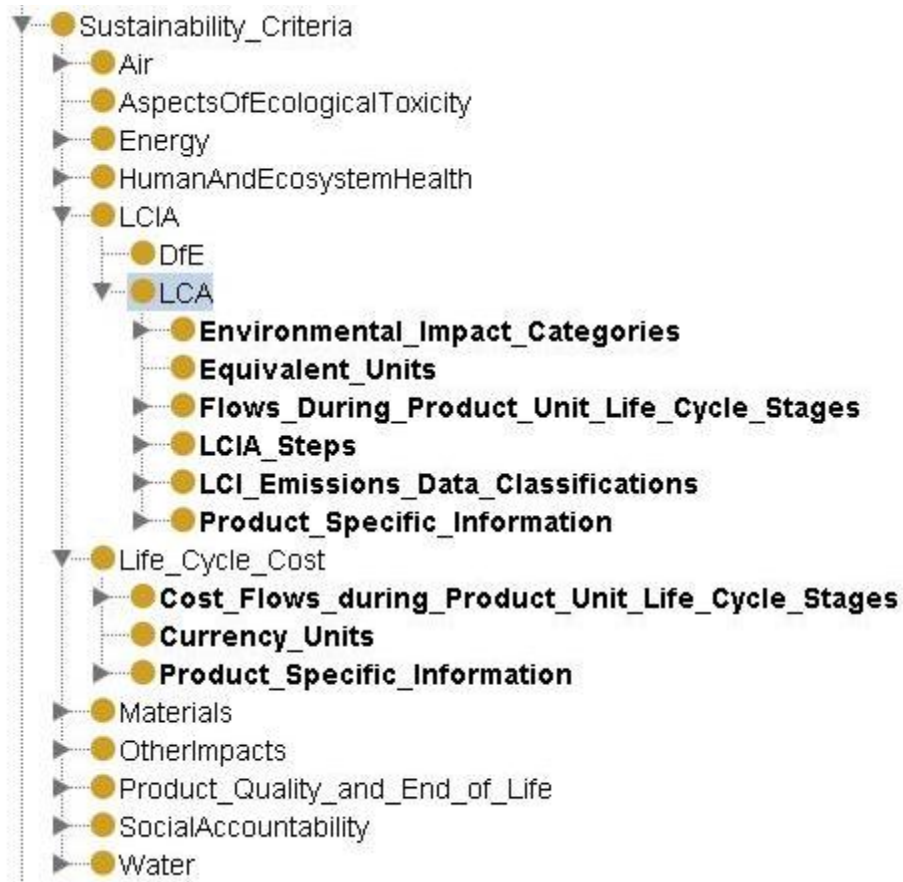 Sustainability_Criteria
Air
AspectsOfEcologicalToxicity
Energy
HumanAndEcosystemHealth
LCIA
DfE
LCA
Environmental_Impact_Categories
Equivalent_Units
Flows_During_Product_Unit_Life_Cycle_Stages
LCIA_Steps
LCI_Emissions_Data_Classifications
Product_Specific_Information
Life_Cycle_Cost
Cost_Flows_during_Product_Unit_Life_Cycle_Stages
Currency_Units
Product_Specific_Information
Materials
OtherImpacts
Product_Quality_and_End_of_Life
SocialAccountability
Water